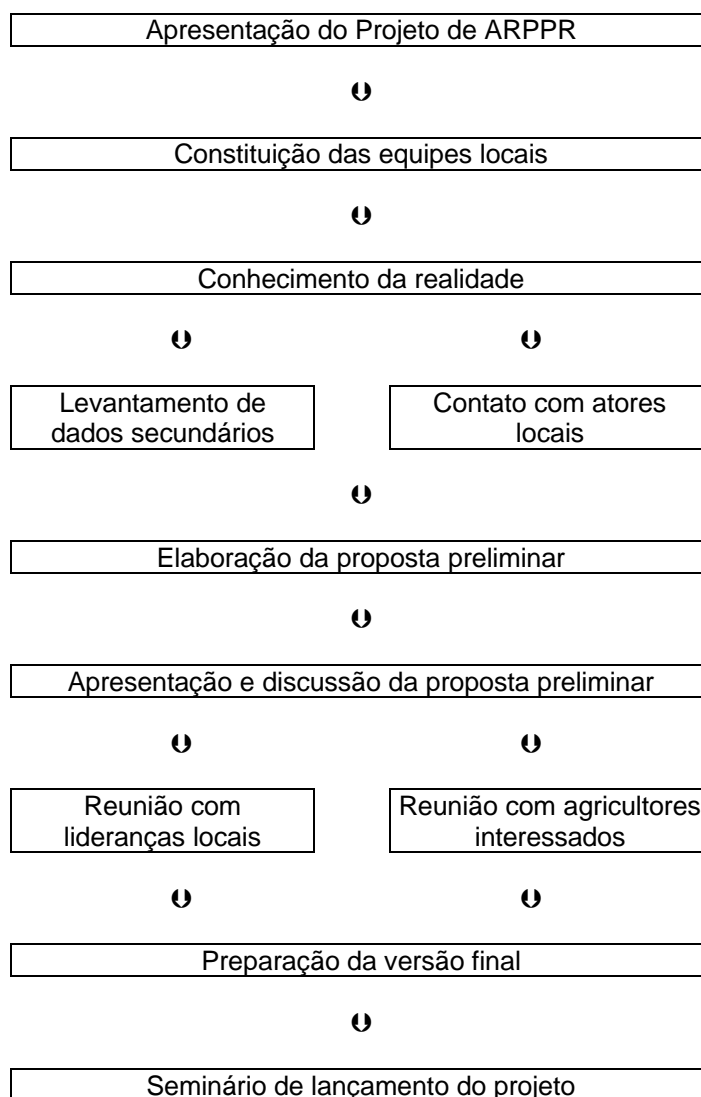 Apresentação do Projeto de ARPPR
Constituição das equipes locais
Conhecimento da realidade
Levantamento de
dados secundários
Contato com atores
locais
Elaboração da proposta preliminar
Apresentação e discussão da proposta preliminar
Reunião com
lideranças locais
Reunião com agricultores
interessados
Preparação da versão final
Seminário de lançamento do projeto